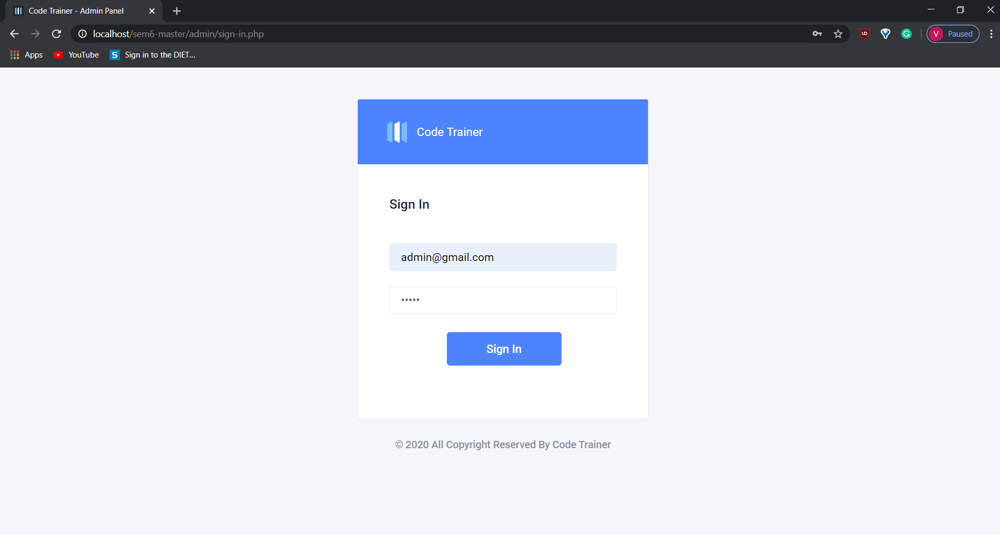 Code Trainer - Admin Panel
localhost/sem6-master/admin/sign-in.php
V Paused
Apps YouTube S Sign in to the DIET...
Code Trainer
Sign In
admin@gmail.com
•••••
Sign In
© 2020 All Copyright Reserved By Code Trainer